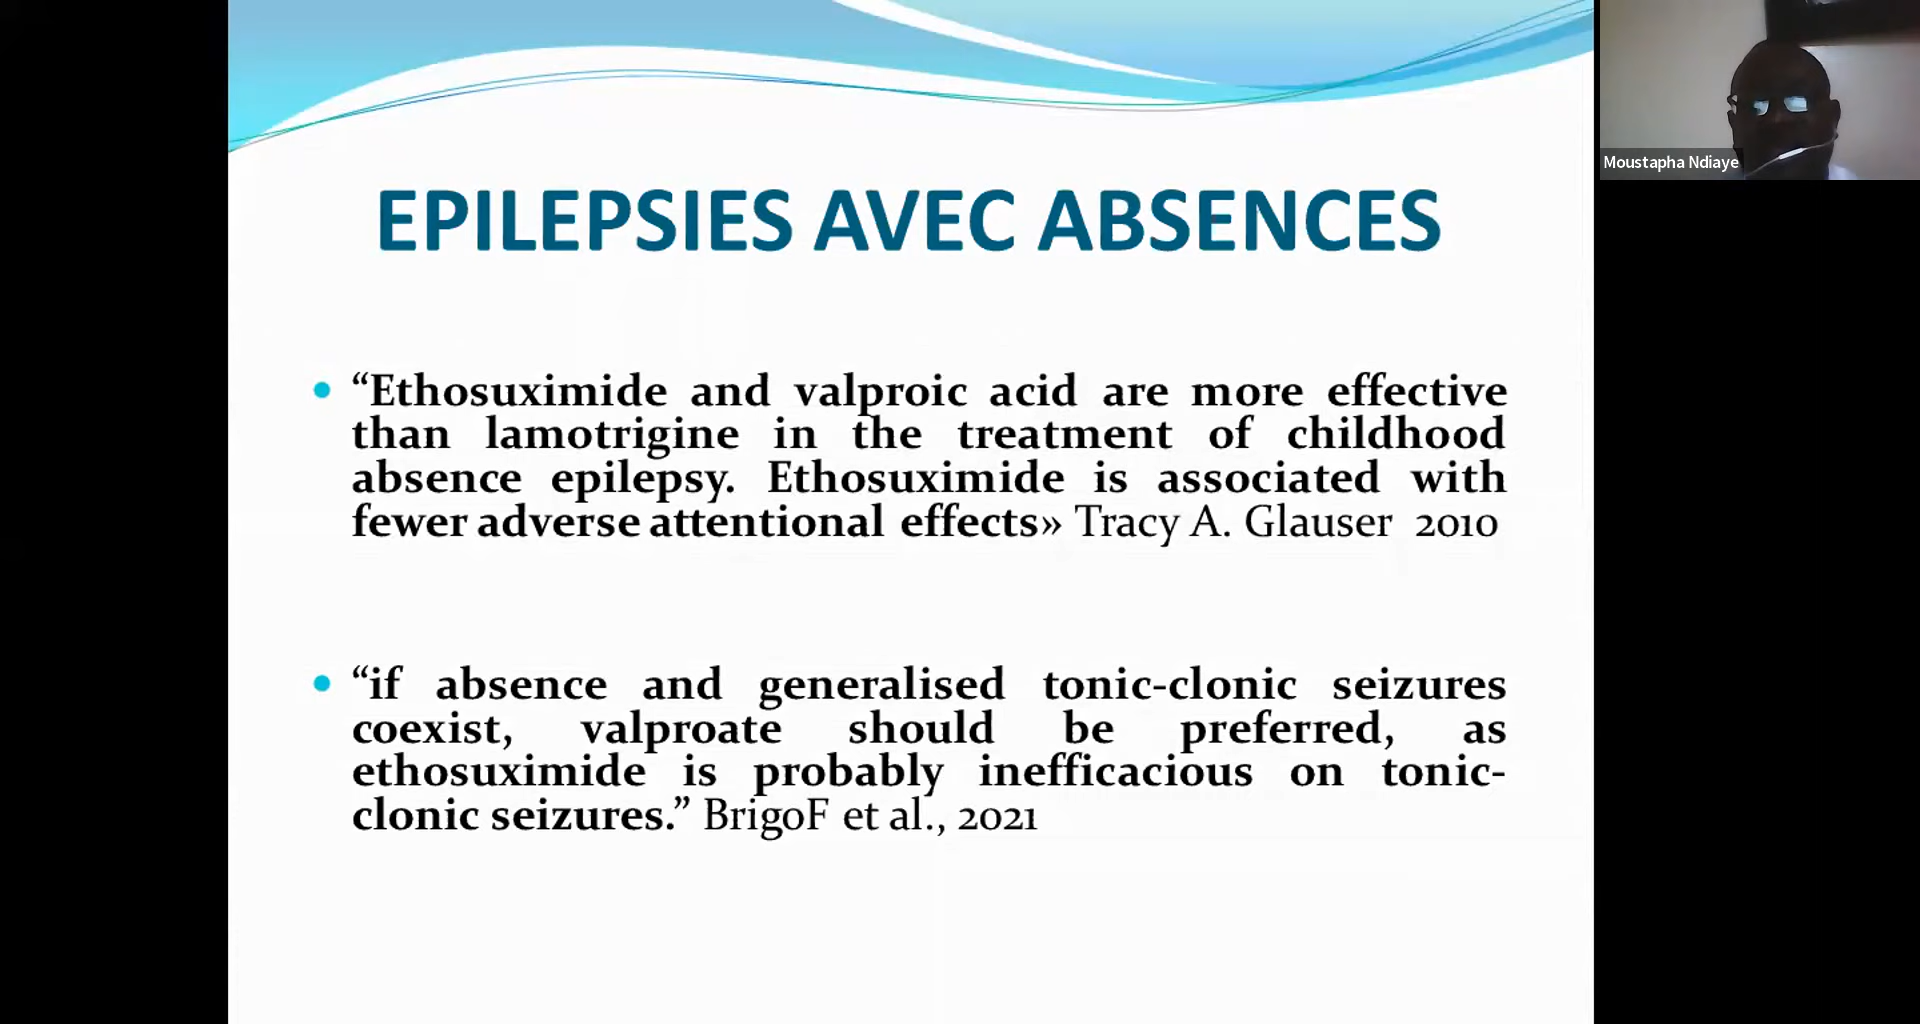 EPILEPSIES AVEC ABSENCES
Moustapha Ndiaye
• “Ethosuximide and valproic acid are more effective
than lamotrigine in the treatment of childhood
absence epilepsy. Ethosuximide is associated with
fewer adverse attentional effects» Tracy A. Glauser 2010
• “if absence and generalised tonic-clonic seizures
coexist, valproate should be preferred, as
ethosuximide is probably inefficacious on tonic-
clonic seizures.” BrigoF et al., 2021